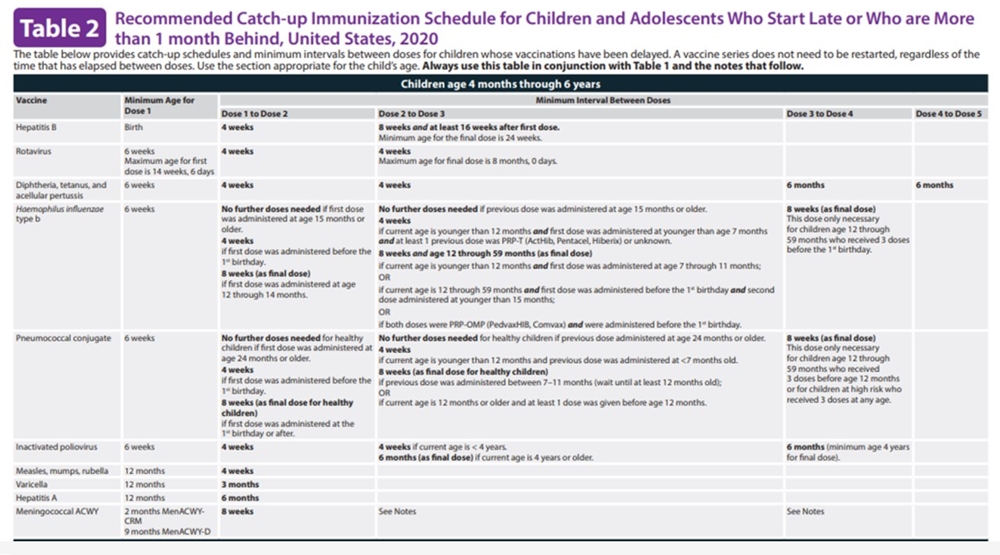 Table 2
Recommended Catch-up Immunization Schedule for Children and Adolescents Who Start Late or Who are More
than 1 month Behind, United States, 2020
The table below provides catch-up schedules and minimum intervals between doses for children whose vaccinations have been delayed. A vaccine series does not need to be restarted, regardless of the
time that has elapsed between doses. Use the section appropriate for the child's age. Always use this table in conjunction with Table 1 and the notes that follow.
Children age 4 months through 6 years
Vaccine
Minimum Age for
Dose 1
Minimum Interval Between Doses
Dose 1 to Dose 2
Dose 2 to Dose 3
Dose 3 to Dose 4
Dose 4 to Dose 5
Hepatitis B
Birth
4 weeks
8 weeks and at least 16 weeks after first dose.
Minimum age for the final dose is 24 weeks.
Rotavirus
6 weeks
Maximum age for first
dose is 14 weeks, 6 days
4 weeks
4 weeks
Maximum age for final dose is 8 months, 0 days.
Diphtheria, tetanus, and
acellular pertussis
6 weeks
4 weeks
4 weeks
6 months
6 months
Haemophilus influenzae
type b
6 weeks
No further doses needed if first dose
was administered at age 15 months or
older.
4 weeks
if first dose was administered before the
1st birthday.
8 weeks (as final dose)
if first dose was administered at age
12 through 14 months.
No further doses needed if previous dose was administered at age 15 months or older.
4 weeks
if current age is younger than 12 months and first dose was administered at younger than age 7 months
and at least 1 previous dose was PRP-T (ActHib, Pentacel, Hiberix) or unknown.
8 weeks and age 12 through 59 months (as final dose)
if current age is younger than 12 months and first dose was administered at age 7 through 11 months;
OR
if current age is 12 through 59 months and first dose was administered before the 1st birthday and second
dose administered at younger than 15 months;
OR
if both doses were PRP-OMP (PedvaxHIB, Comvax) and were administered before the 1st birthday.
8 weeks (as final dose)
This dose only necessary
for children age 12 through
59 months who received 3 doses
before the 1st birthday.
Pneumococcal conjugate
6 weeks
No further doses needed for healthy
children if first dose was administered at
age 24 months or older.
4 weeks
if first dose was administered before the
1st birthday.
8 weeks (as final dose for healthy
children)
if first dose was administered at the
1st birthday or after.
No further doses needed for healthy children if previous dose administered at age 24 months or older.
4 weeks
if current age is younger than 12 months and previous dose was administered at <7 months old.
8 weeks (as final dose for healthy children)
if previous dose was administered between 7–11 months (wait until at least 12 months old);
OR
if current age is 12 months or older and at least 1 dose was given before age 12 months.
8 weeks (as final dose)
This dose only necessary
for children age 12 through
59 months who received
3 doses before age 12 months
or for children at high risk who
received 3 doses at any age.
Inactivated poliovirus
6 weeks
4 weeks
4 weeks if current age is < 4 years.
6 months (as final dose) if current age is 4 years or older.
6 months (minimum age 4 years
for final dose).
Measles, mumps, rubella
12 months
4 weeks
Varicella
12 months
3 months
Hepatitis A
12 months
6 months
Meningococcal ACWY
2 months MenACWY-
CRM
9 months MenACWY-D
8 weeks
See Notes
See Notes